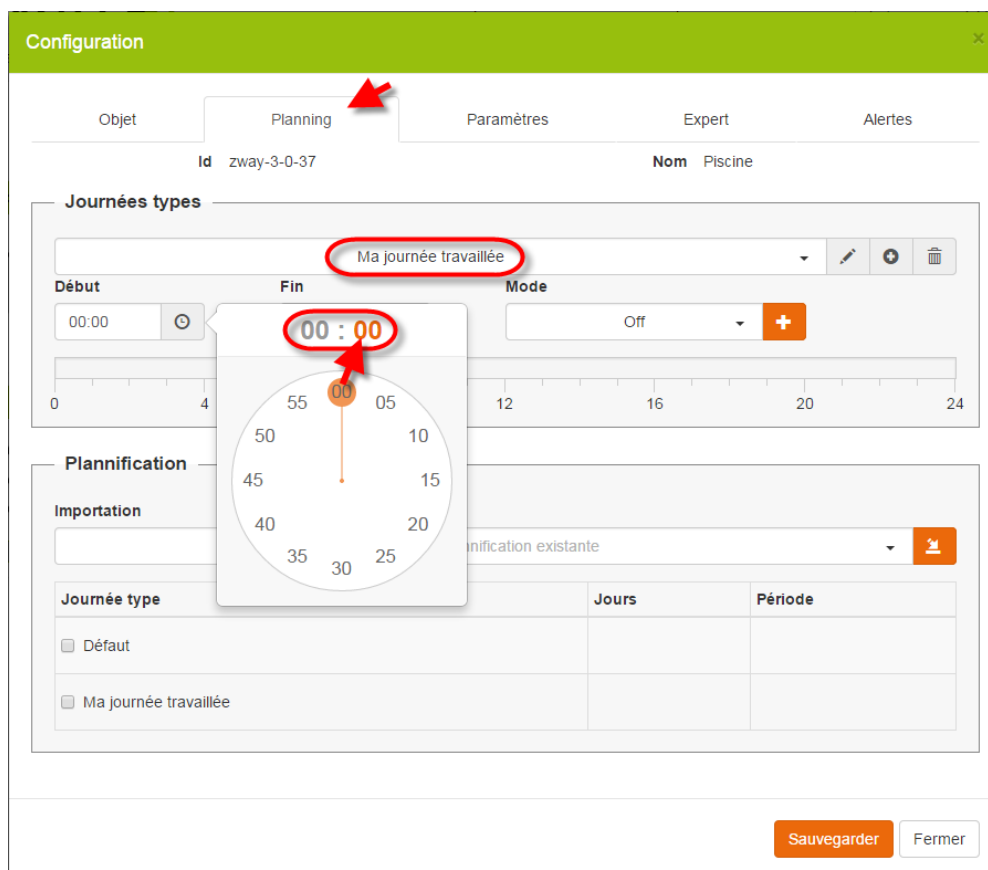 Configuration ×
Objet Planning Paramètres Expert Alertes
Id zway-3-0-37 Nom Piscine
Journées types
Ma journée travaillée
Début Fin Mode
00:00 Off
00 : 00
0 4 12 16 20 24
00
55 05
50 10
45 15
40 20
35 25
30
Plannification
Importation
nification existante
Journée type Jours Période
Défaut
Ma journée travaillée
Sauvegarder Fermer